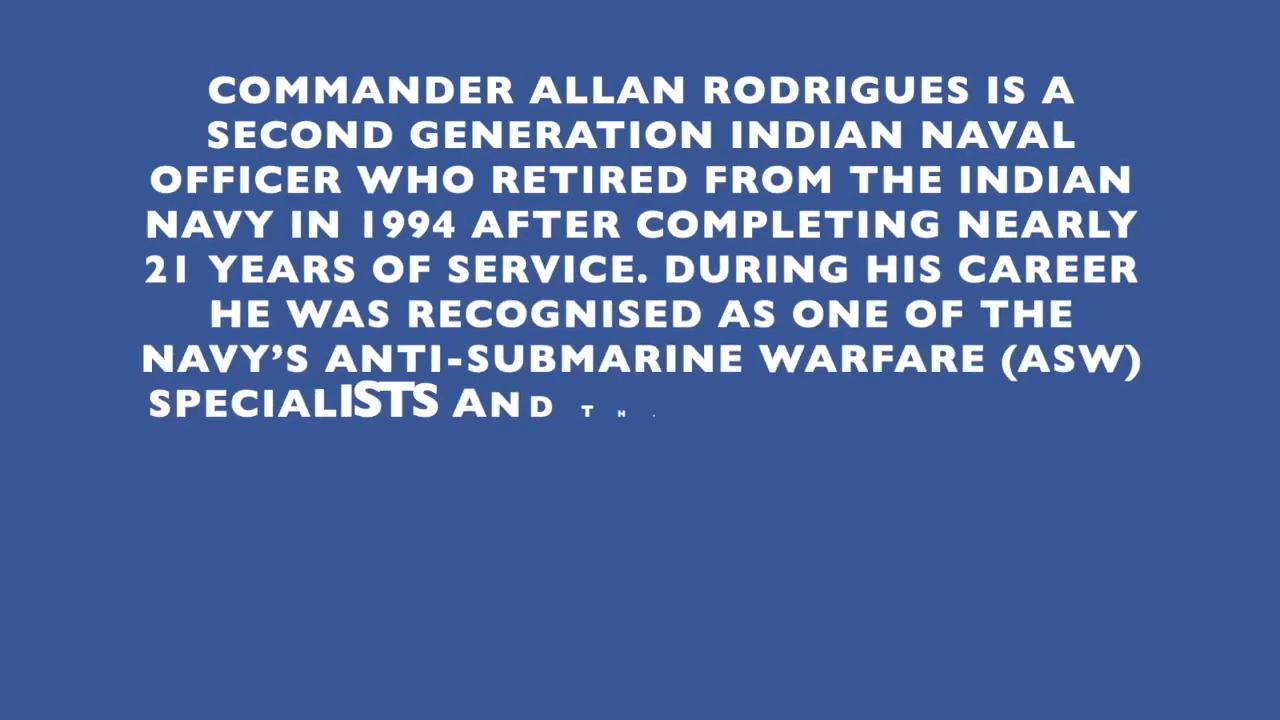 COMMANDER ALLAN RODRIGUES IS A
SECOND GENERATION INDIAN NAVAL
OFFICER WHO RETIRED FROM THE INDIAN
NAVY IN 1994 AFTER COMPLETING NEARLY
21 YEARS OF SERVICE. DURING HIS CAREER
HE WAS RECOGNISED AS ONE OF THE
NAVY’S ANTI-SUBMARINE WARFARE (ASW)
SPECIALISTS AND TH